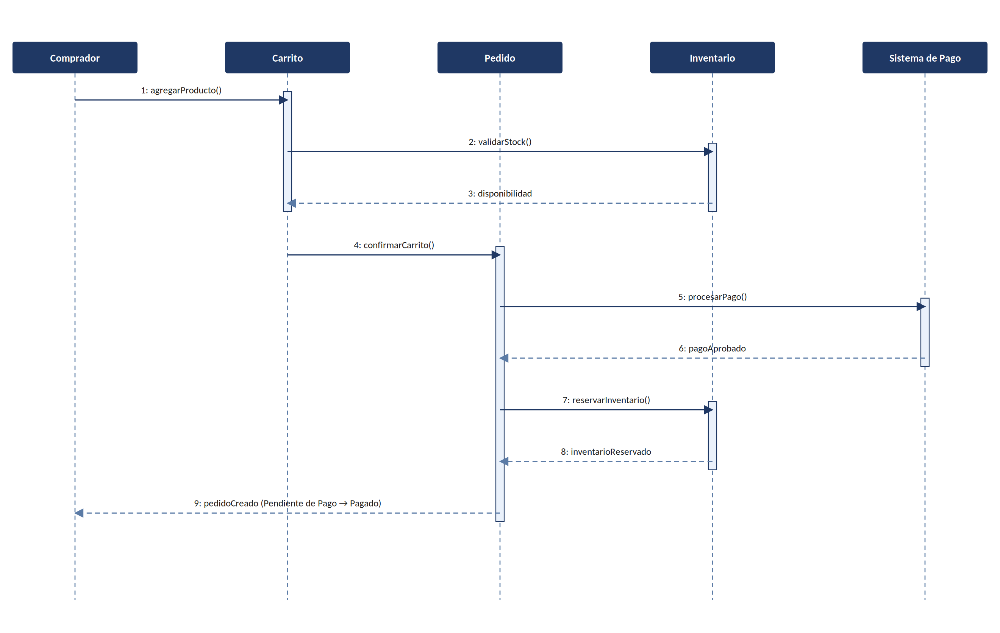 Comprador
Carrito
Pedido
Inventario
Sistema de Pago
1: agregarProducto()
2: validarStock()
3: disponibilidad
4: confirmarCarrito()
5: procesarPago()
6: pagoAprobado
7: reservarInventario()
8: inventarioReservado
9: pedidoCreado (Pendiente de Pago → Pagado)